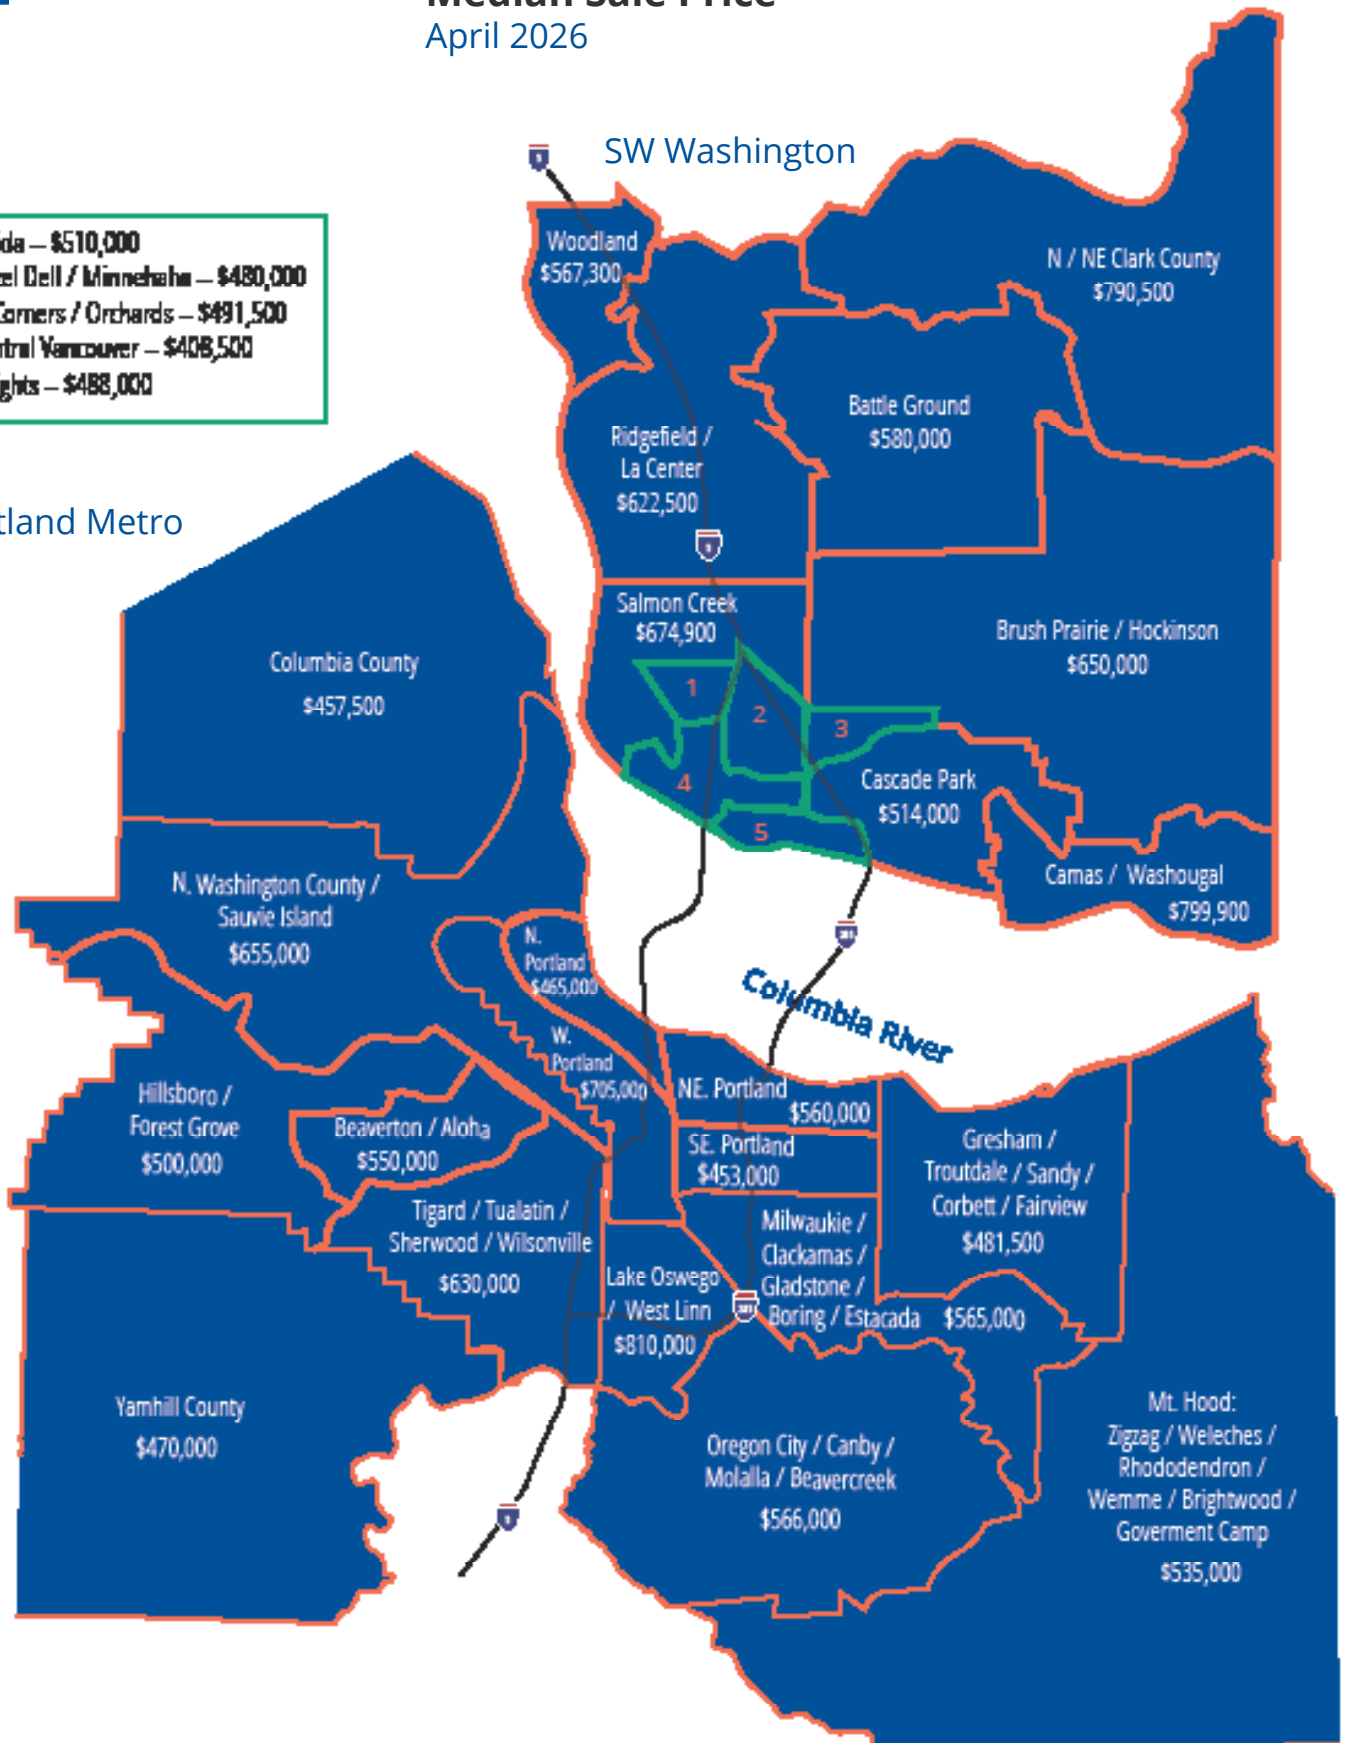 Median Sale Price
April 2026
SW Washington
– $510,000
Dell / Minnehaha – $480,000
Corners / Orchards – $491,500
Vancouver – $408,500
– $488,000
Metro
Woodland
$567,300
N / NE Clark County
$790,500
Battle Ground
$580,000
Ridgefield /
La Center
$622,500
5
Salmon Creek
$674,900
Brush Prairie / Hockinson
$650,000
1
2
3
4
5
Cascade Park
$514,000
Camas / Washougal
$799,900
Columbia County
$457,500
N. Washington County /
Sauvie Island
$655,000
N.
Portland
$465,000
W.
Portland
$705,000
Columbia River
NE. Portland
$560,000
SE. Portland
$453,000
Hillsboro /
Forest Grove
$500,000
Beaverton / Aloha
$550,000
Gresham /
Troutdale / Sandy /
Corbett / Fairview
$481,500
Tigard / Tualatin /
Sherwood / Wilsonville
$630,000
Milwaukie /
Clackamas /
Gladstone /
Boring / Estacada $565,000
Lake Oswego
/ West Linn
$810,000
Yamhill County
$470,000
Oregon City / Canby /
Molalla / Beavercreek
$566,000
Mt. Hood:
Zigzag / Weleches /
Rhododendron /
Wemme / Brightwood /
Goverment Camp
$535,000